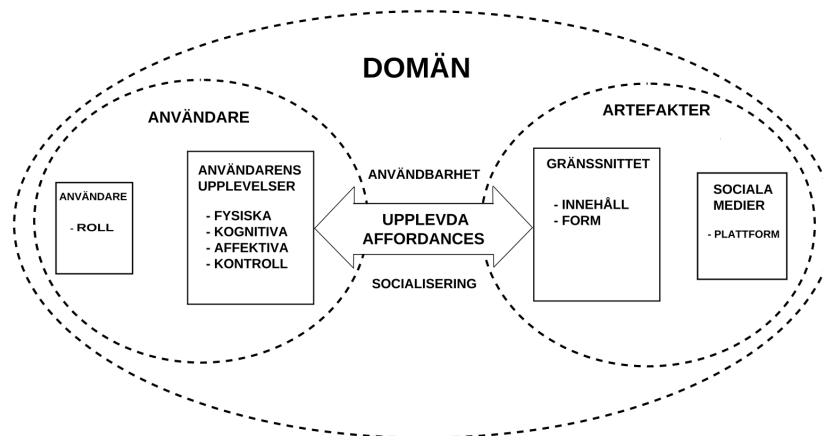 DOMÄN
ANVÄNDARE
ANVÄNDARE
- ROLL
ANVÄNDARENS
UPPLEVELSER
- FYSISKA
- KOGNITIVA
- AFFEKTIVA
- KONTROLL
ANVÄNDBARHET
UPPLEVDA
AFFORDANCES
SOCIALISERING
ARTEFAKTER
GRÄNSSNITTET
- INNEHÅLL
- FORM
SOCIALA
MEDIER
- PLATTFORM